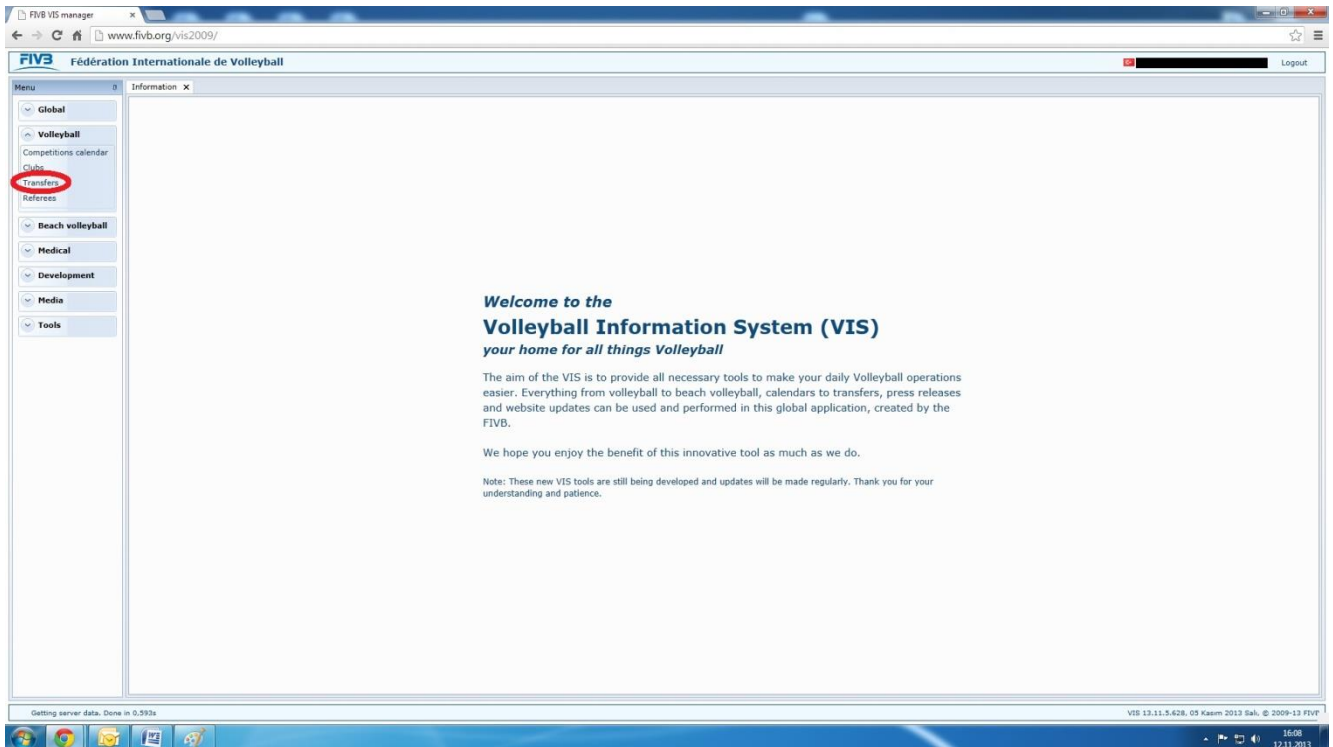 FIVB VIS manager
www.fivb.org/vis2009/
FIVB Fédération Internationale de Volleyball
Logout
Menu
Information
Global
Volleyball
Competitions calendar
Clubs
Transfers
Referees
Beach volleyball
Medical
Development
Media
Tools
Welcome to the
Volleyball Information System (VIS)
your home for all things Volleyball
The aim of the VIS is to provide all necessary tools to make your daily Volleyball operations
easier. Everything from volleyball to beach volleyball, calendars to transfers, press releases
and website updates can be used and performed in this global application, created by the
FIVB.
We hope you enjoy the benefit of this innovative tool as much as we do.
Note: These new VIS tools are still being developed and updates will be made regularly. Thank you for your
understanding and patience.
Getting server data. Done in 0,593s
VIS 13.11.5.628, 05 Kasım 2013 Salı, © 2009-13 FIVB
16:08
12.11.2013